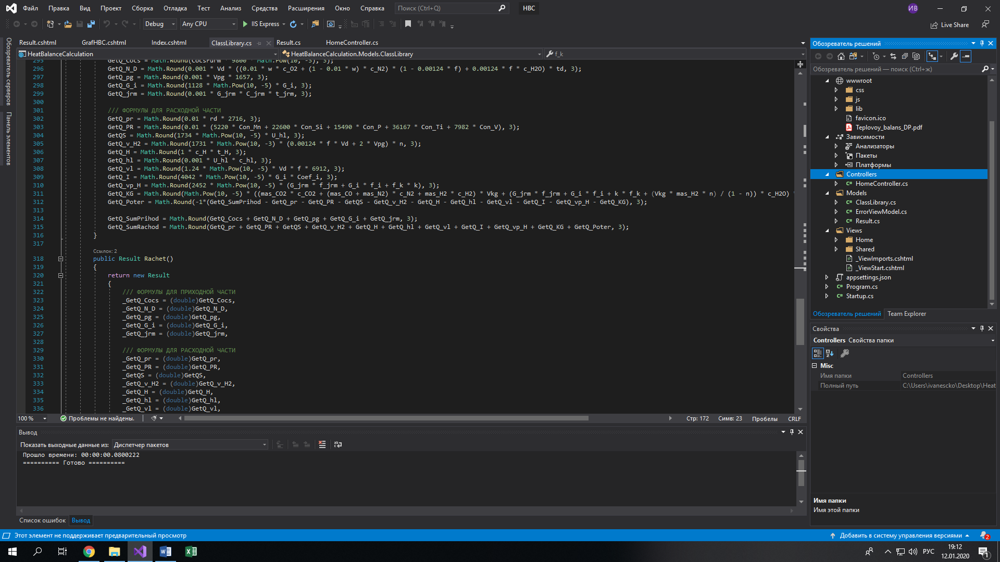 Файл Правка Вид Проект Сборка Отладка Тест Анализ Средства Расширения Окно Справка Поиск (Ctrl+Q) HBC ИВ
Debug Any CPU IIS Express Live Share
Обозреватель серверов
Панель элементов
Result.cshtml GrafHBC.cshtml Index.cshtml ClassLibrary.cs Result.cs HomeController.cs
HeatBalanceCalculation HeatBalanceCalculation.Models.ClassLibrary f_k
295 GetQ_Cocs = Math.Round(CocsFurm * 9800 * Math.Pow(10, -3), 3);
296 GetQ_N_D = Math.Round(0.001 * Vd * ((0.01 * w * c_O2 + (1 - 0.01 * w) * c_N2) * (1 - 0.00124 * f) + 0.00124 * f * c_H2O) * td, 3);
297 GetQ_pg = Math.Round(0.001 * Vpg * 1657, 3);
298 GetQ_G_i = Math.Round(1128 * Math.Pow(10, -5) * G_i, 3);
299 GetQ_jrm = Math.Round(0.001 * G_jrm * C_jrm * t_jrm, 3);
300
301 /// ФОРМУЛЫ ДЛЯ РАСХОДНОЙ ЧАСТИ
302 GetQ_pr = Math.Round(0.01 * rd * 2716, 3);
303 GetQ_PR = Math.Round(0.01 * (5220 * Con_Mn + 22600 * Con_Si + 15490 * Con_P + 36167 * Con_Ti + 7982 * Con_V), 3);
304 GetQS = Math.Round(1734 * Math.Pow(10, -5) * U_hl, 3);
305 GetQ_v_H2 = Math.Round(1731 * Math.Pow(10, -3) * (0.00124 * f * Vd + 2 * Vpg) * n, 3);
306 GetQ_H = Math.Round(1 * c_H * t_H, 3);
307 GetQ_hl = Math.Round(0.001 * U_hl * c_hl, 3);
308 GetQ_vl = Math.Round(1.24 * Math.Pow(10, -5) * Vd * f * 6912, 3);
309 GetQ_I = Math.Round(4042 * Math.Pow(10, -5) * G_i * Coef_i, 3);
310 GetQ_vp_H = Math.Round(2452 * Math.Pow(10, -5) * (G_jrm * f_jrm + G_i * f_i + f_k * k), 3);
311 GetQ_KG = Math.Round(Math.Pow(10, -5) * ((mas_CO2 * c_CO2 + (mas_CO + mas_N2) * c_N2 + mas_H2 * c_H2) * Vkg + (G_jrm * f_jrm + G_i * f_i + k * f_k + (Vkg * mas_H2 * n) / (1 - n)) * c_H2O) *
312 GetQ_Poter = Math.Round(-1*(GetQ_SumPrihod - GetQ_pr - GetQ_PR - GetQS - GetQ_v_H2 - GetQ_H - GetQ_hl - GetQ_vl - GetQ_I - GetQ_vp_H - GetQ_KG), 3);
313
314 GetQ_SumPrihod = Math.Round(GetQ_Cocs + GetQ_N_D + GetQ_pg + GetQ_G_i + GetQ_jrm, 3);
315 GetQ_SumRachod = Math.Round(GetQ_pr + GetQ_PR + GetQS + GetQ_v_H2 + GetQ_H + GetQ_hl + GetQ_vl + GetQ_I + GetQ_vp_H + GetQ_KG + GetQ_Poter, 3);
316 }
317
Ссылок: 2
318 public Result Rachet()
319 {
320 return new Result
321 {
322 /// ФОРМУЛЫ ДЛЯ ПРИХОДНОЙ ЧАСТИ
323 _GetQ_Cocs = (double)GetQ_Cocs,
324 _GetQ_N_D = (double)GetQ_N_D,
325 _GetQ_pg = (double)GetQ_pg,
326 _GetQ_G_i = (double)GetQ_G_i,
327 _GetQ_jrm = (double)GetQ_jrm,
328
329 /// ФОРМУЛЫ ДЛЯ РАСХОДНОЙ ЧАСТИ
330 _GetQ_pr = (double)GetQ_pr,
331 _GetQ_PR = (double)GetQ_PR,
332 _GetQS = (double)GetQS,
333 _GetQ_v_H2 = (double)GetQ_v_H2,
334 _GetQ_H = (double)GetQ_H,
335 _GetQ_hl = (double)GetQ_hl,
336 _GetQ_vl = (double)GetQ_vl,
100 % Проблемы не найдены. Стр: 172 Симв: 23 Пробелы CRLF
Вывод
Показать выходные данные из: Диспетчер пакетов
Прошло времени: 00:00:00.0800222
========== Готово ==========
Список ошибок Вывод
Обозреватель решений
Обозреватель решений — поиск (Ctrl+ж)
wwwroot
css
js
lib
favicon.ico
Teplovoy_balans_DP.pdf
Зависимости
Анализаторы
Пакеты
Платформы
Controllers
C# HomeController.cs
Models
C# ClassLibrary.cs
C# ErrorViewModel.cs
C# Result.cs
Views
Home
Shared
_ViewImports.cshtml
_ViewStart.cshtml
appsettings.json
C# Program.cs
C# Startup.cs
Обозреватель решений Team Explorer
Свойства
Controllers Свойства папки
Misc
Имя папки Controllers
Полный путь C:\Users\ivanescko\Desktop\Heat
Имя папки
Имя этой папки
Этот элемент не поддерживает предварительный просмотр Добавить в систему управления версиями 2
РУС 19:12 1
12.01.2020